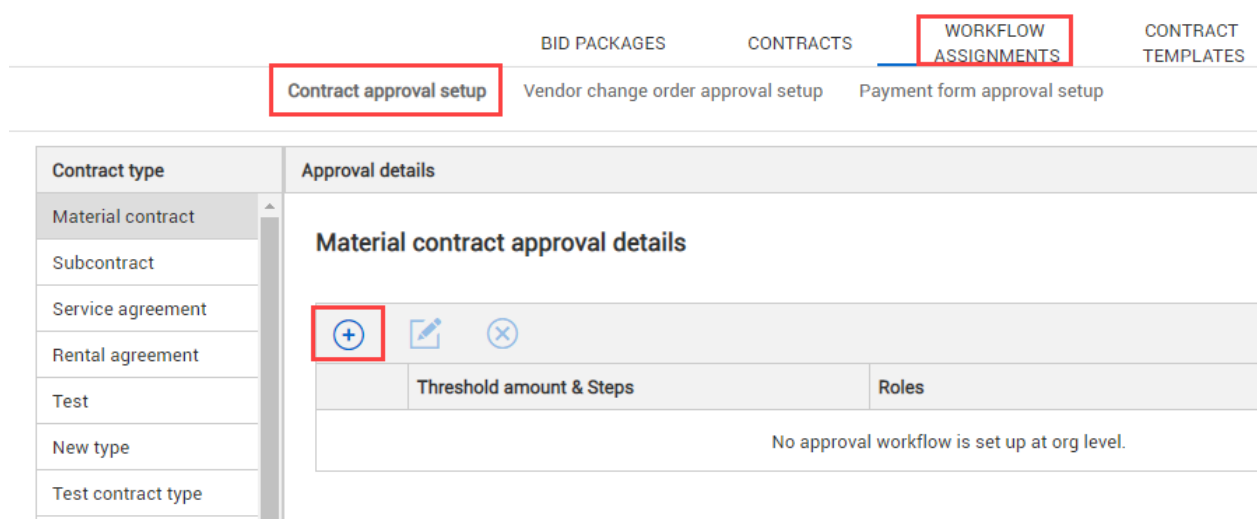 BID PACKAGES
CONTRACTS
WORKFLOW
ASSIGNMENTS
CONTRACT
TEMPLATES
Contract approval setup
Vendor change order approval setup
Payment form approval setup
Contract type
Approval details
Material contract
Subcontract
Service agreement
Rental agreement
Test
New type
Test contract type
Material contract approval details
Threshold amount & Steps
Roles
No approval workflow is set up at org level.